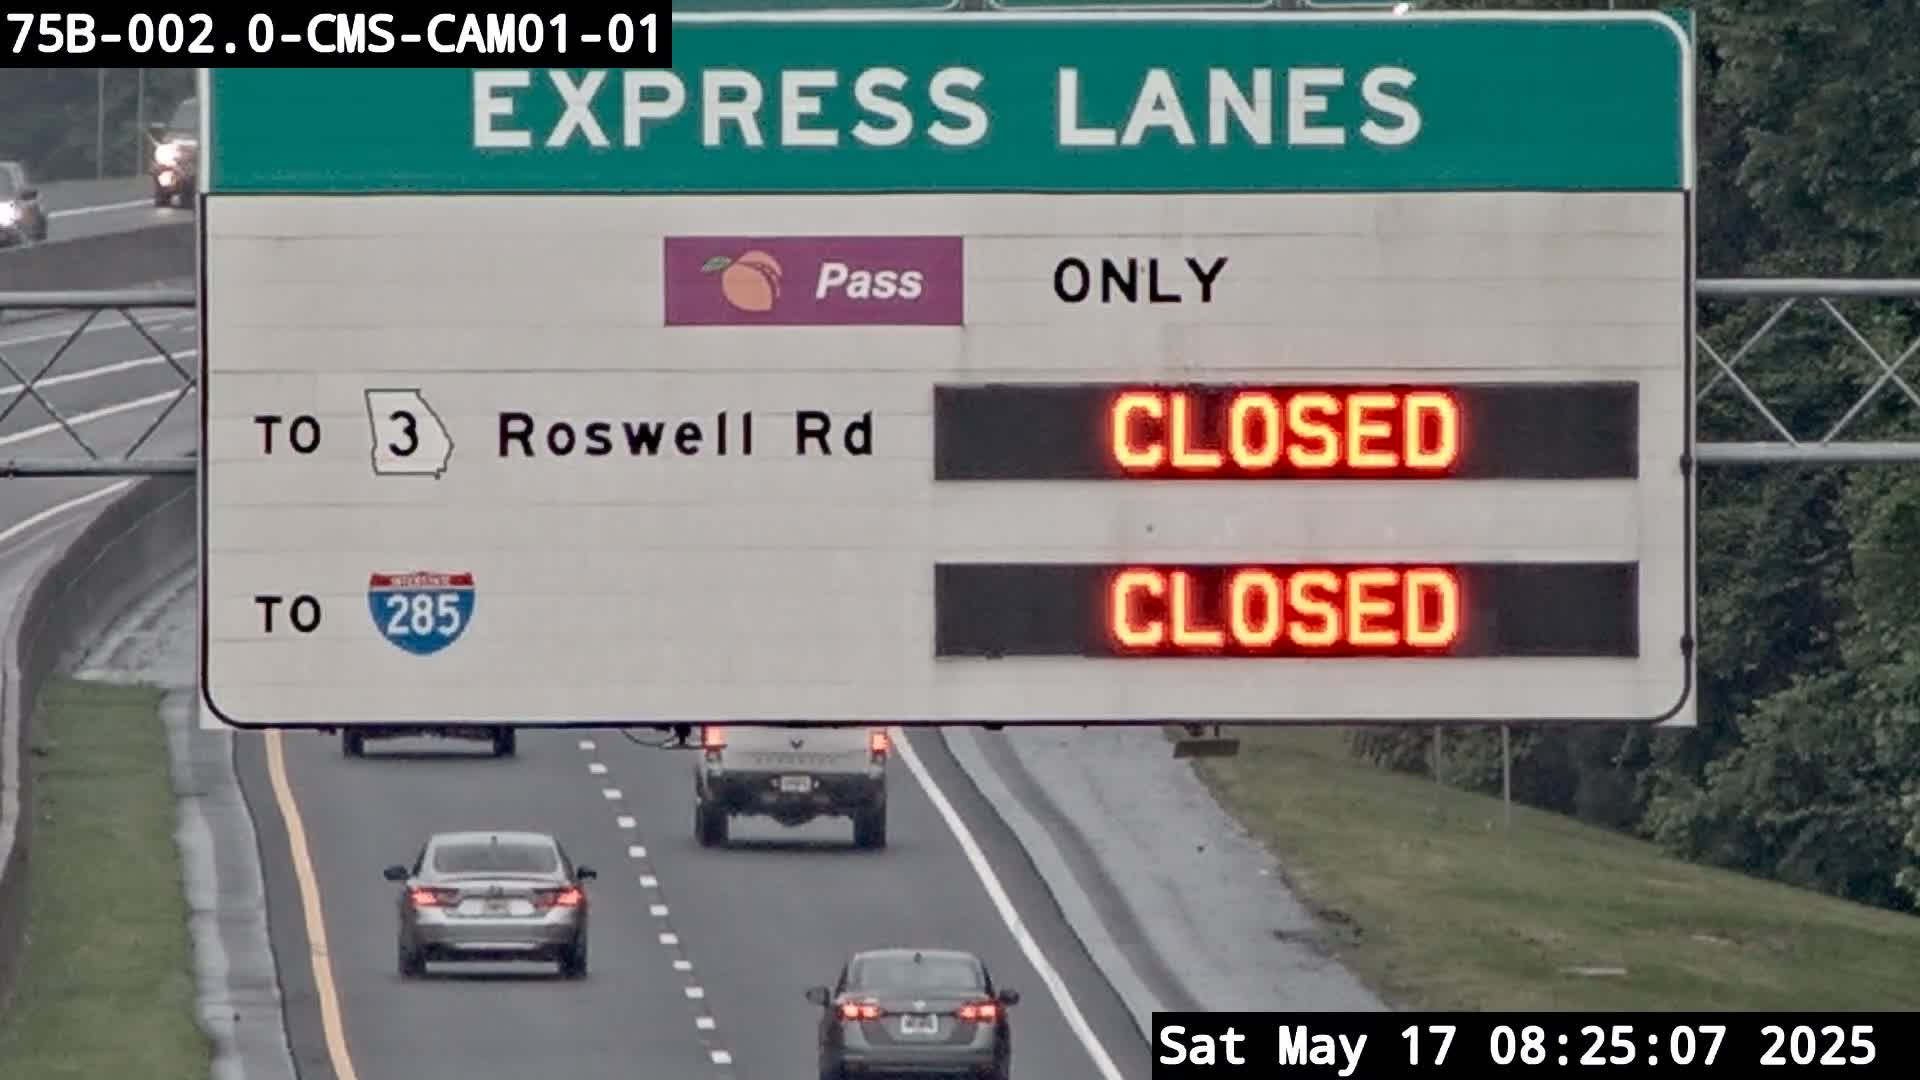 75B-002.0-CMS-CAM01-01
EXPRESS LANES
Pass ONLY
TO 3 Roswell Rd CLOSED
TO INTERSTATE 285 CLOSED
Sat May 17 08:25:07 2025